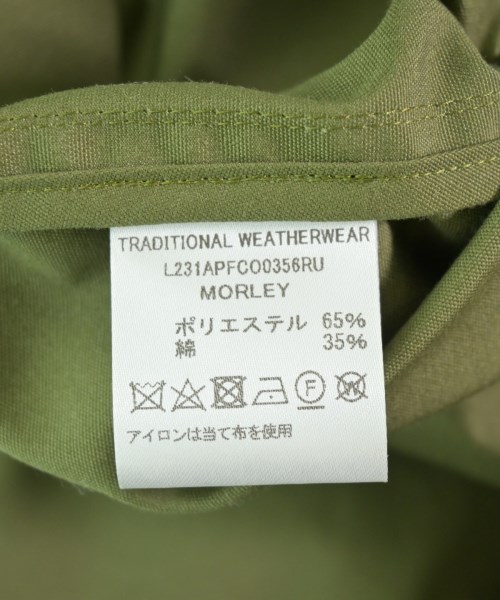 TRADITIONAL WEATHERWEAR
L231APFCO0356RU
MORLEY
ポリエステル 65%
綿 35%
F W
アイロンは当て布を使用